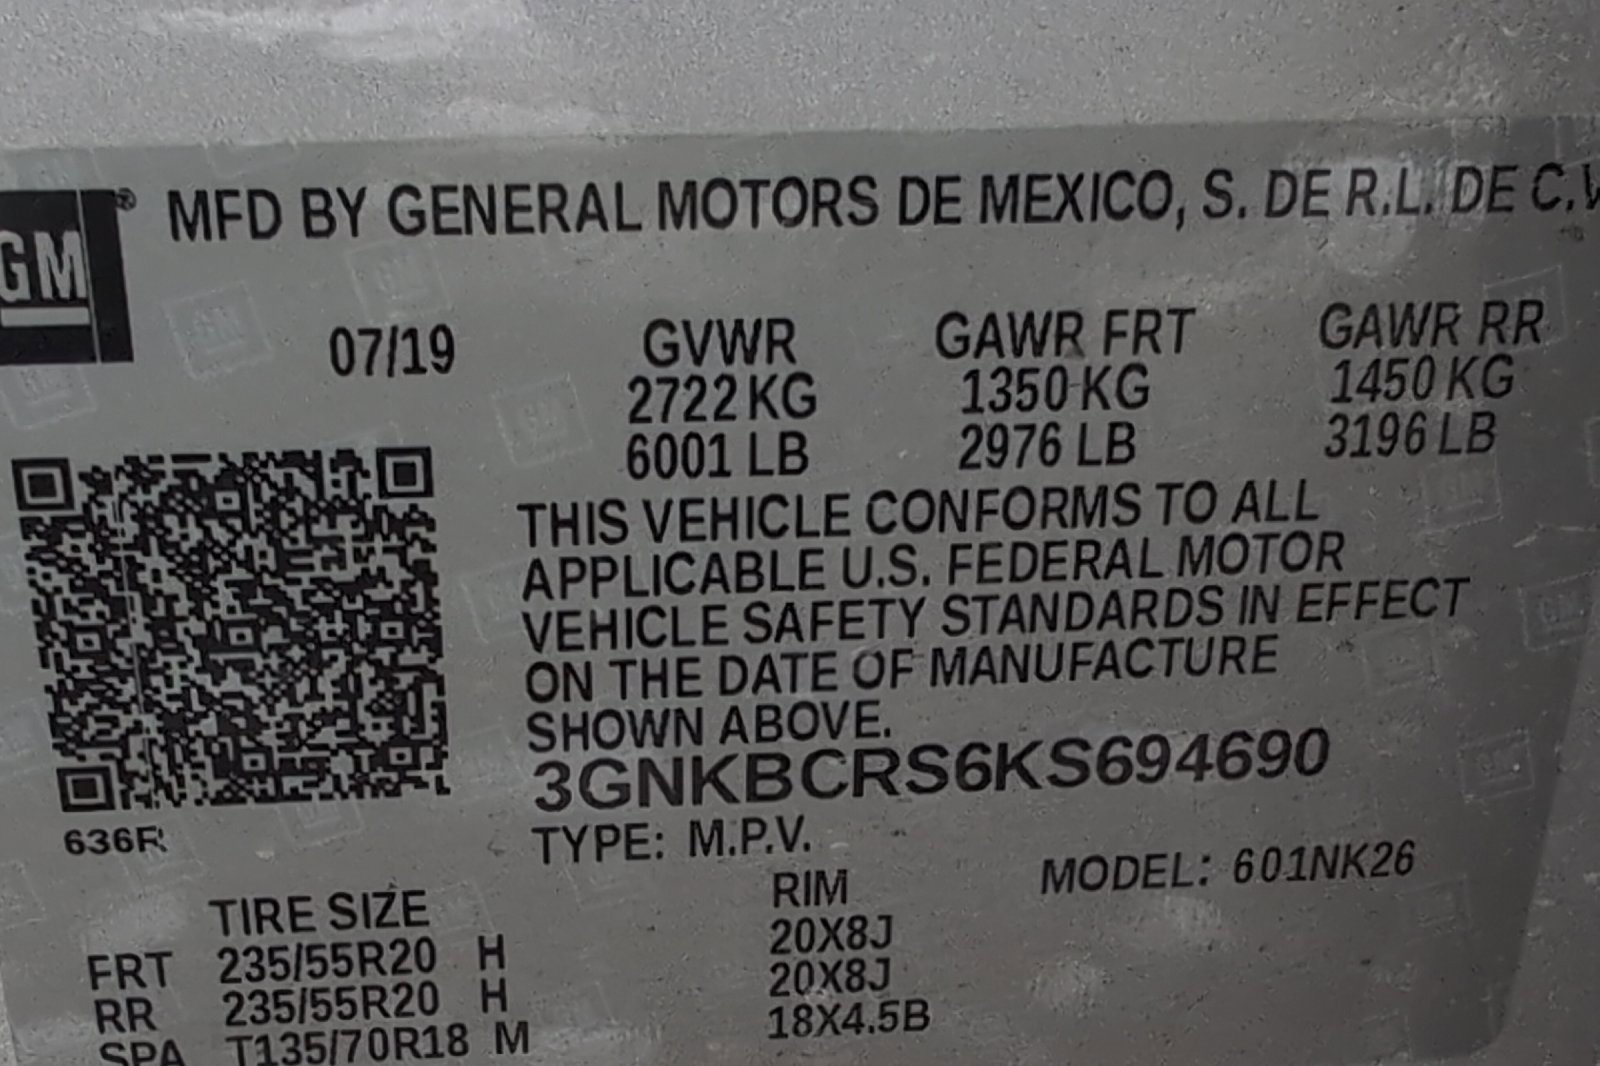 GM
MFD BY GENERAL MOTORS DE MEXICO, S. DE R.L. DE C.V
07/19
GVWR GAWR FRT GAWR RR
2722 KG 1350 KG 1450 KG
6001 LB 2976 LB 3196 LB
THIS VEHICLE CONFORMS TO ALL
APPLICABLE U.S. FEDERAL MOTOR
VEHICLE SAFETY STANDARDS IN EFFECT
ON THE DATE OF MANUFACTURE
SHOWN ABOVE.
3GNKBCRS6KS694690
TYPE: M.P.V. MODEL: 601NK26
TIRE SIZE RIM
FRT 235/55R20 H 20X8J
RR 235/55R20 H 20X8J
SPA T135/70R18 M 18X4.5B